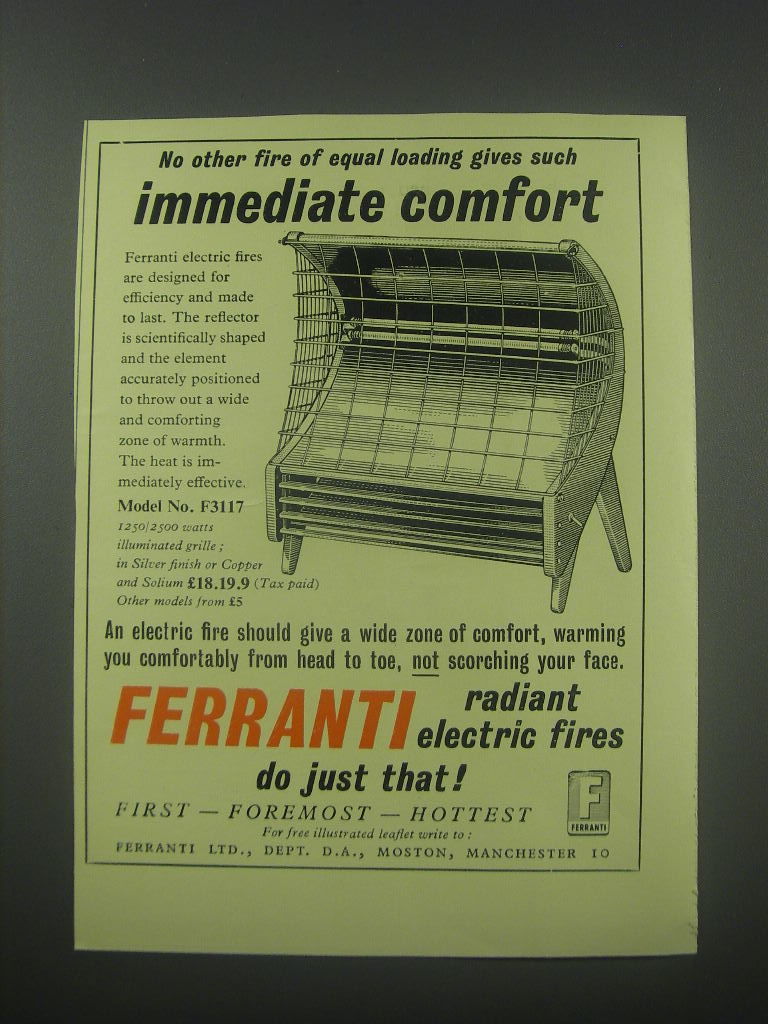 No other fire of equal loading gives such
immediate comfort
Ferranti electric fires
are designed for
efficiency and made
to last. The reflector
is scientifically shaped
and the element
accurately positioned
to throw out a wide
and comforting
zone of warmth.
The heat is im-
mediately effective.
Model No. F3117
1250/2500 watts
illuminated grille;
in Silver finish or Copper
and Solium £18.19.9 (Tax paid)
Other models from £5
An electric fire should give a wide zone of comfort, warming
you comfortably from head to toe, not scorching your face.
FERRANTI radiant
electric fires
do just that!
FIRST — FOREMOST — HOTTEST
For free illustrated leaflet write to:
FERRANTI LTD., DEPT. D.A., MOSTON, MANCHESTER 10
F
FERRANTI